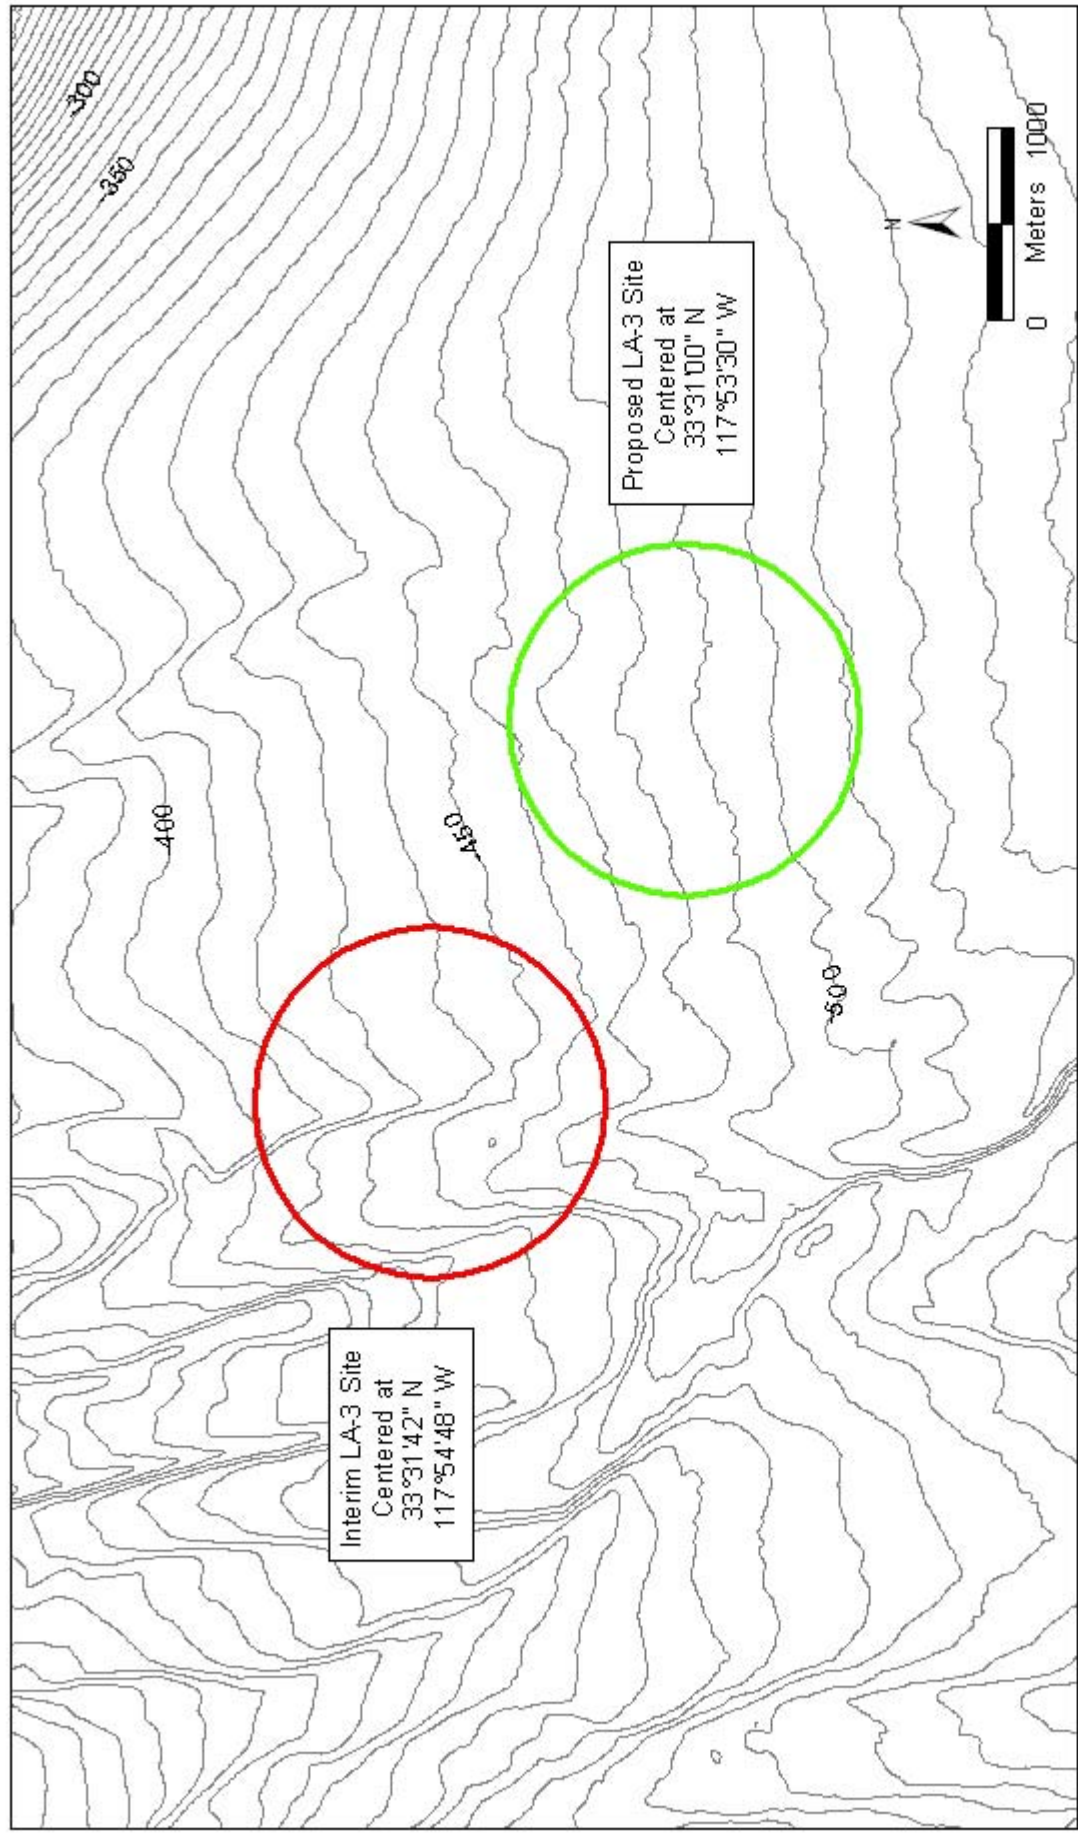 -300
-350
-400
-450
-500
Interim LA-3 Site
Centered at
33°31'42" N
117°54'48" W
Proposed LA-3 Site
Centered at
33°31'00" N
117°53'30" W
N
0 Meters 1000